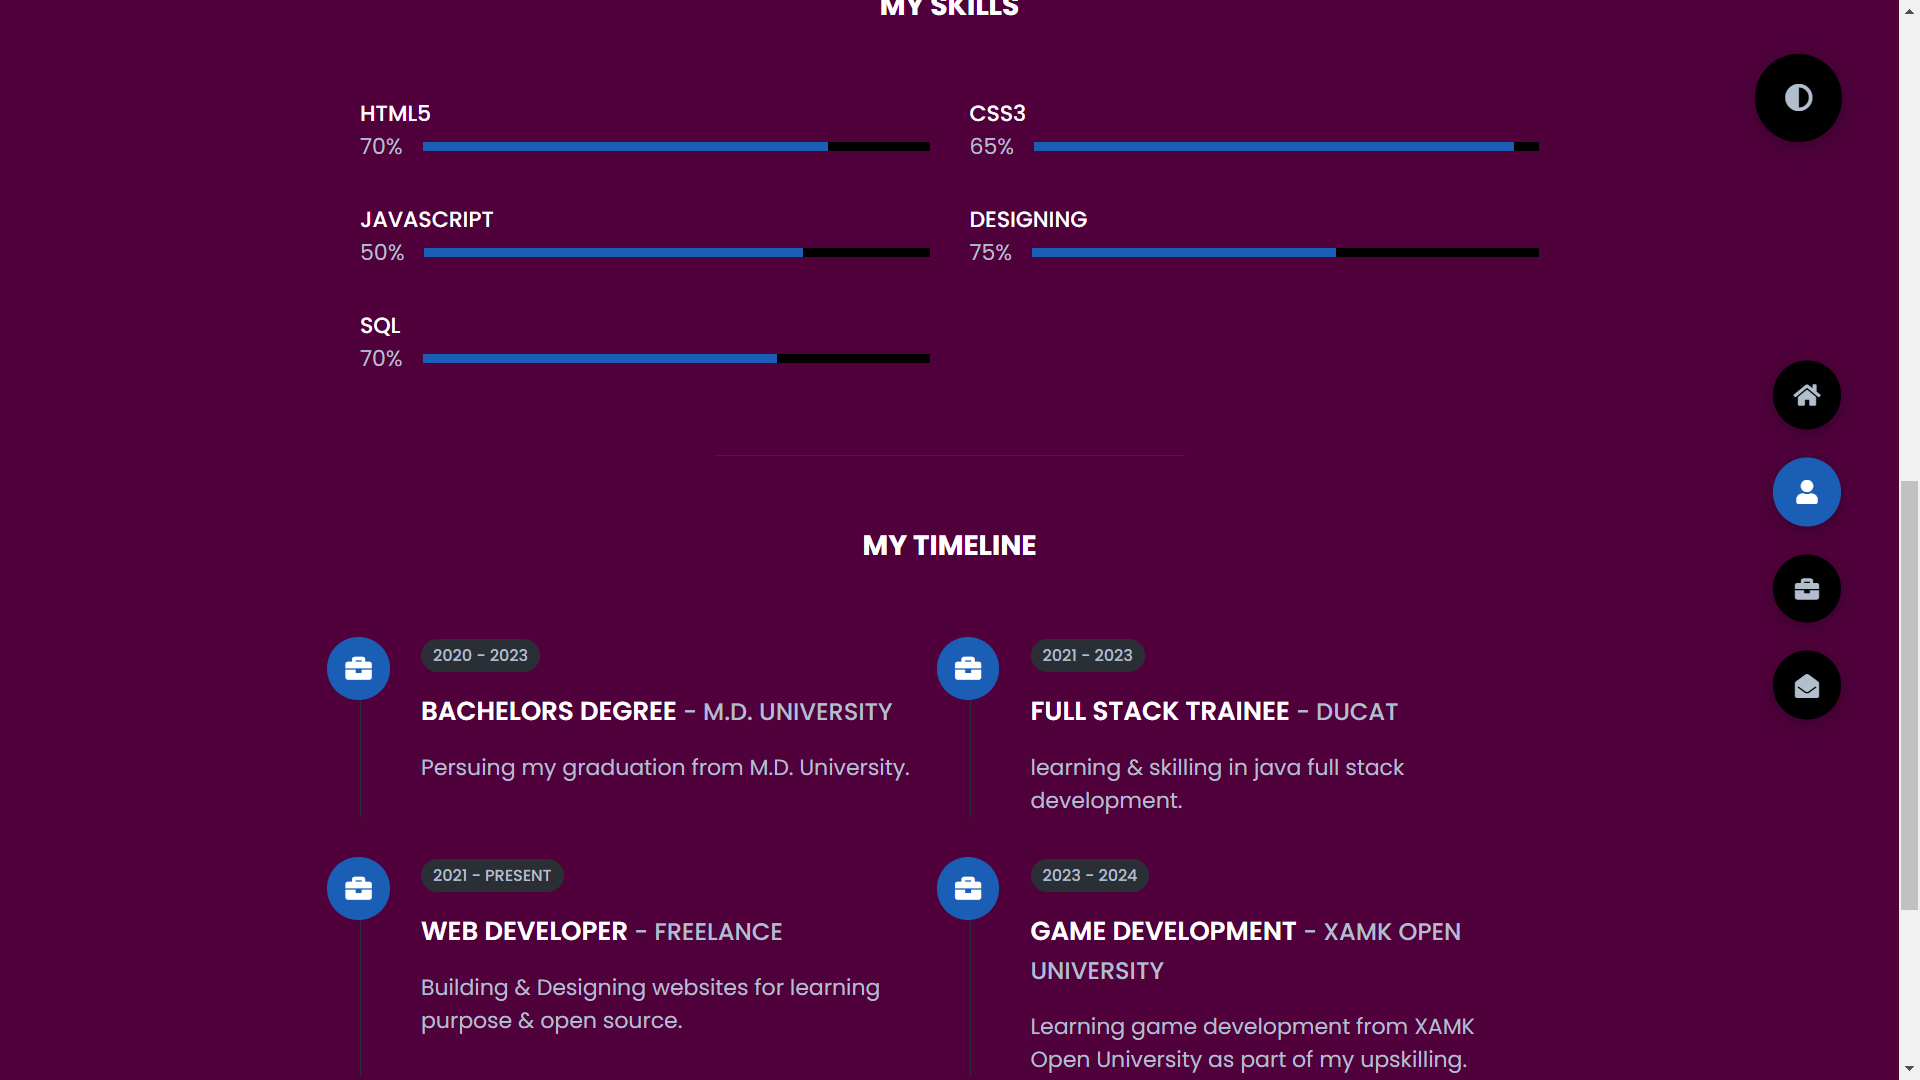 MY SKILLS
HTML5
70%
CSS3
65%
JAVASCRIPT
50%
DESIGNING
75%
SQL
70%
MY TIMELINE
2020 - 2023
BACHELORS DEGREE - M.D. UNIVERSITY
Persuing my graduation from M.D. University.
2021 - 2023
FULL STACK TRAINEE - DUCAT
learning & skilling in java full stack
development.
2021 - PRESENT
WEB DEVELOPER - FREELANCE
Building & Designing websites for learning
purpose & open source.
2023 - 2024
GAME DEVELOPMENT - XAMK OPEN
UNIVERSITY
Learning game development from XAMK
Open University as part of my upskilling.